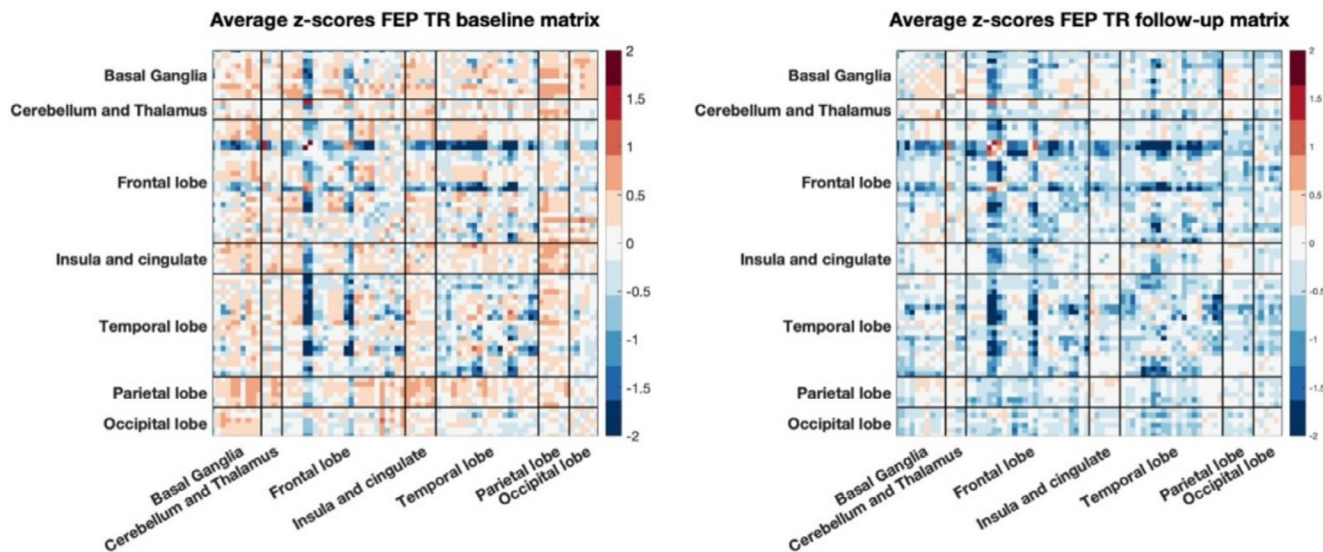 Average z-scores FEP TR baseline matrix
Basal Ganglia
Cerebellum and Thalamus
Frontal lobe
Insula and cingulate
Temporal lobe
Parietal lobe
Occipital lobe
2
1.5
1
0.5
0
-0.5
-1
-1.5
-2
Basal Ganglia
Cerebellum and Thalamus
Frontal lobe
Insula and cingulate
Temporal lobe
Parietal lobe
Occipital lobe
Average z-scores FEP TR follow-up matrix
Basal Ganglia
Cerebellum and Thalamus
Frontal lobe
Insula and cingulate
Temporal lobe
Parietal lobe
Occipital lobe
2
1.5
1
0.5
0
-0.5
-1
-1.5
-2
Basal Ganglia
Cerebellum and Thalamus
Frontal lobe
Insula and cingulate
Temporal lobe
Parietal lobe
Occipital lobe